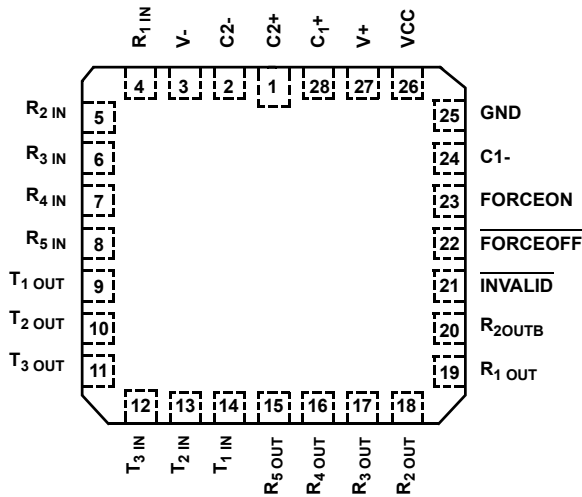 R1 IN V- C2- C2+ C1+ V+ VCC
4 3 2 1 28 27 26
R2 IN 5 25 GND
R3 IN 6 24 C1-
R4 IN 7 23 FORCEON
R5 IN 8 22 FORCEOFF
T1 OUT 9 21 INVALID
T2 OUT 10 20 R2OUTB
T3 OUT 11 19 R1 OUT
12 13 14 15 16 17 18
T3 IN T2 IN T1 IN R5 OUT R4 OUT R3 OUT R2 OUT